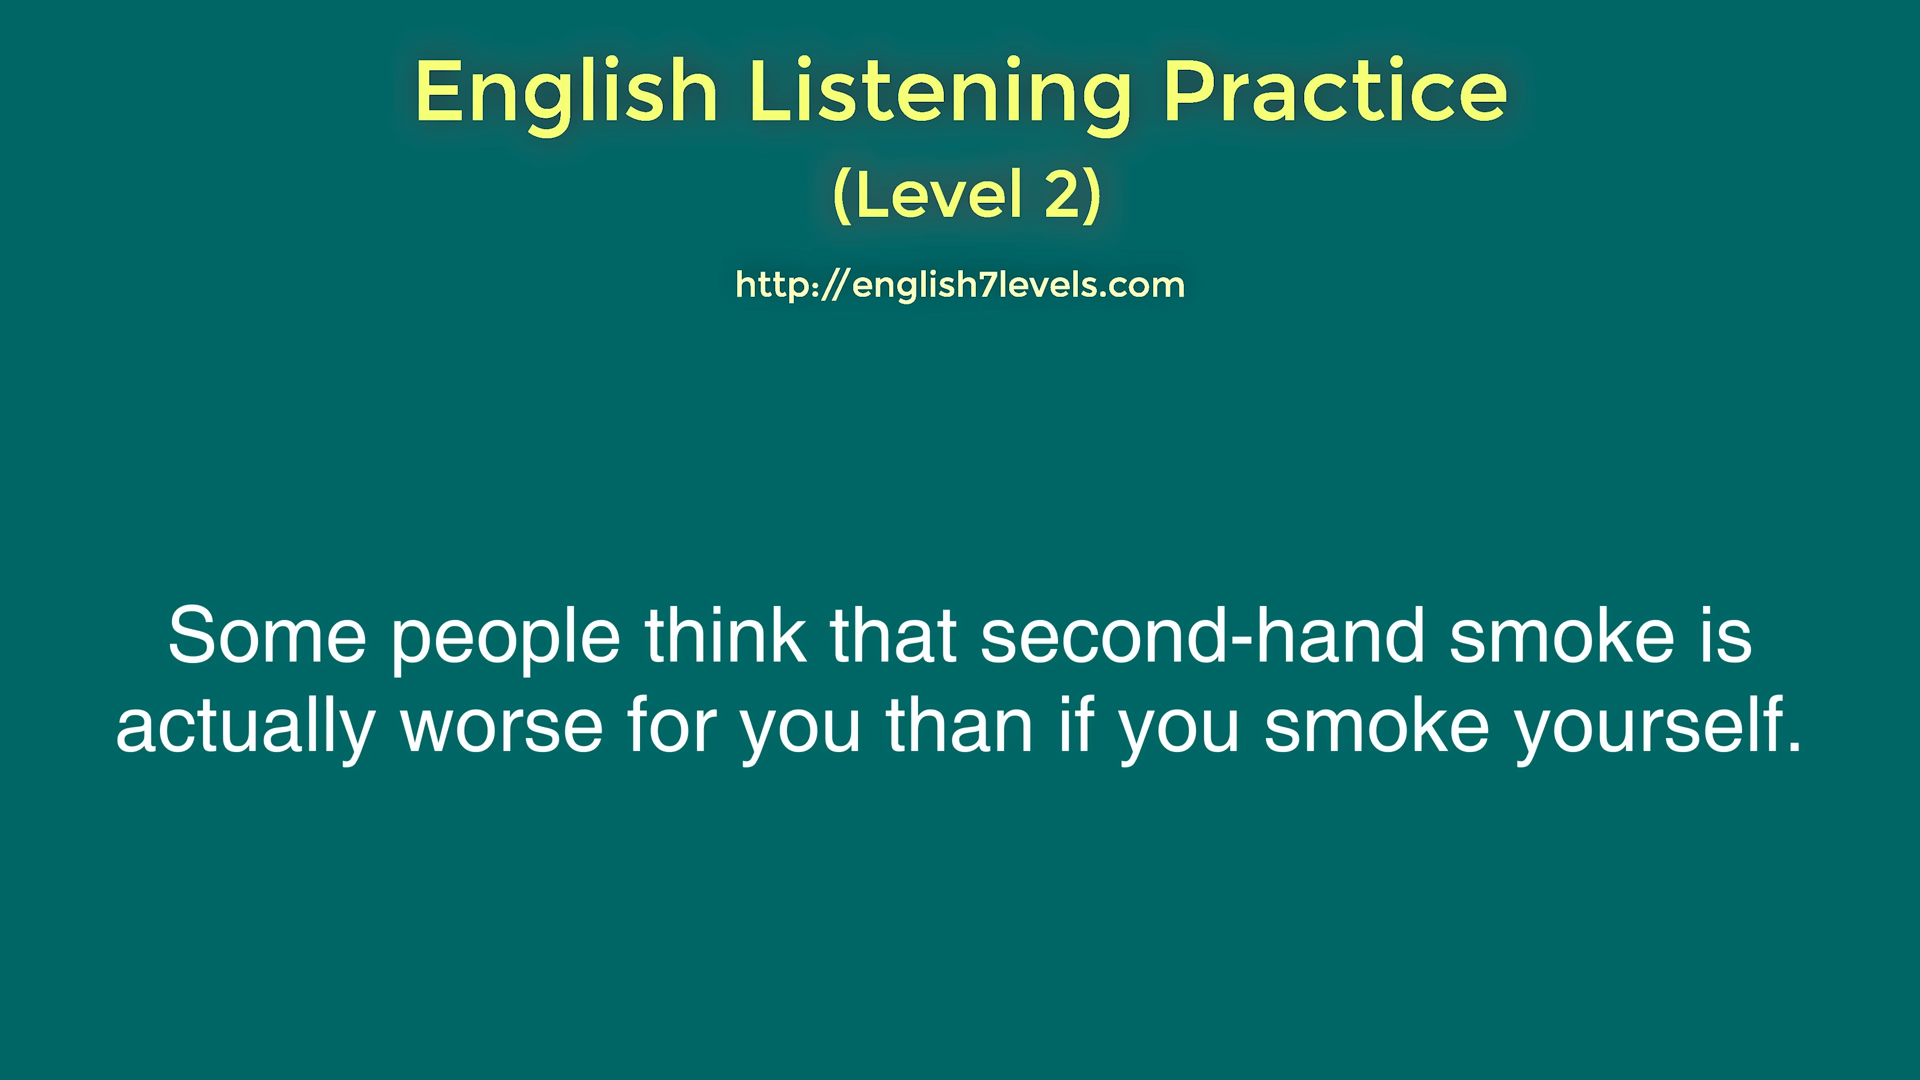 English Listening Practice
(Level 2)
http://english7levels.com
Some people think that second-hand smoke is
actually worse for you than if you smoke yourself.